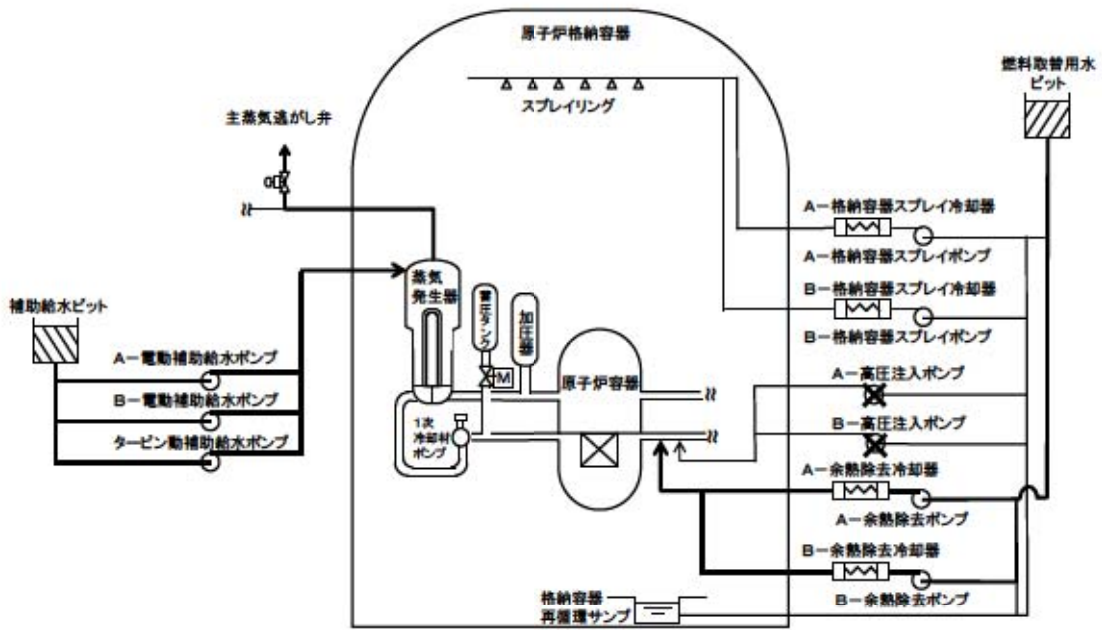 原子炉格納容器
燃料取替用水
ピット
スプレイリング
主蒸気逃がし弁
A－格納容器スプレイ冷却器
A－格納容器スプレイポンプ
蒸気
発生器
蓄圧タンク
加圧器
B－格納容器スプレイ冷却器
B－格納容器スプレイポンプ
補助給水ピット
A－電動補助給水ポンプ
B－電動補助給水ポンプ
タービン動補助給水ポンプ
M
原子炉容器
A－高圧注入ポンプ
B－高圧注入ポンプ
1次
冷却材
ポンプ
A－余熱除去冷却器
A－余熱除去ポンプ
B－余熱除去冷却器
B－余熱除去ポンプ
格納容器
再循環サンプ